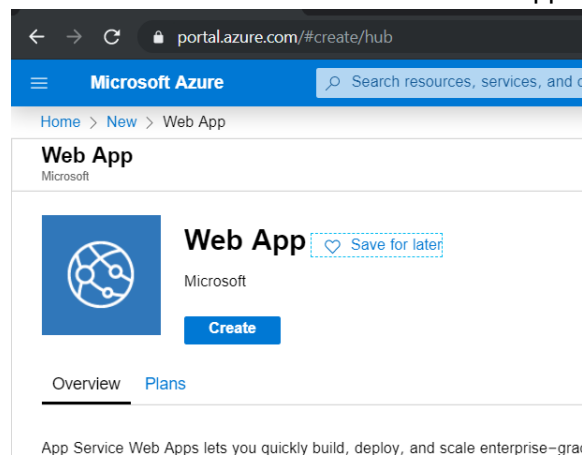 portal.azure.com/#create/hub
Microsoft Azure
Search resources, services, and
Home > New > Web App
Web App
Microsoft
Web App
Save for later
Microsoft
Create
Overview Plans
App Service Web Apps lets you quickly build, deploy, and scale